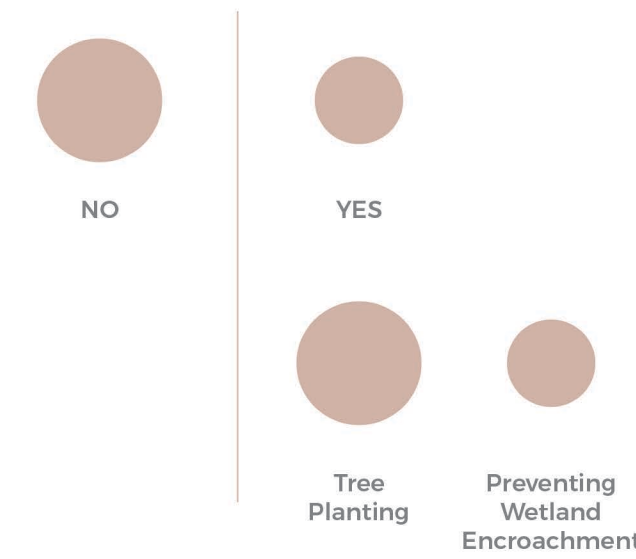 NO
YES
Tree
Planting
Preventing
Wetland
Encroachment